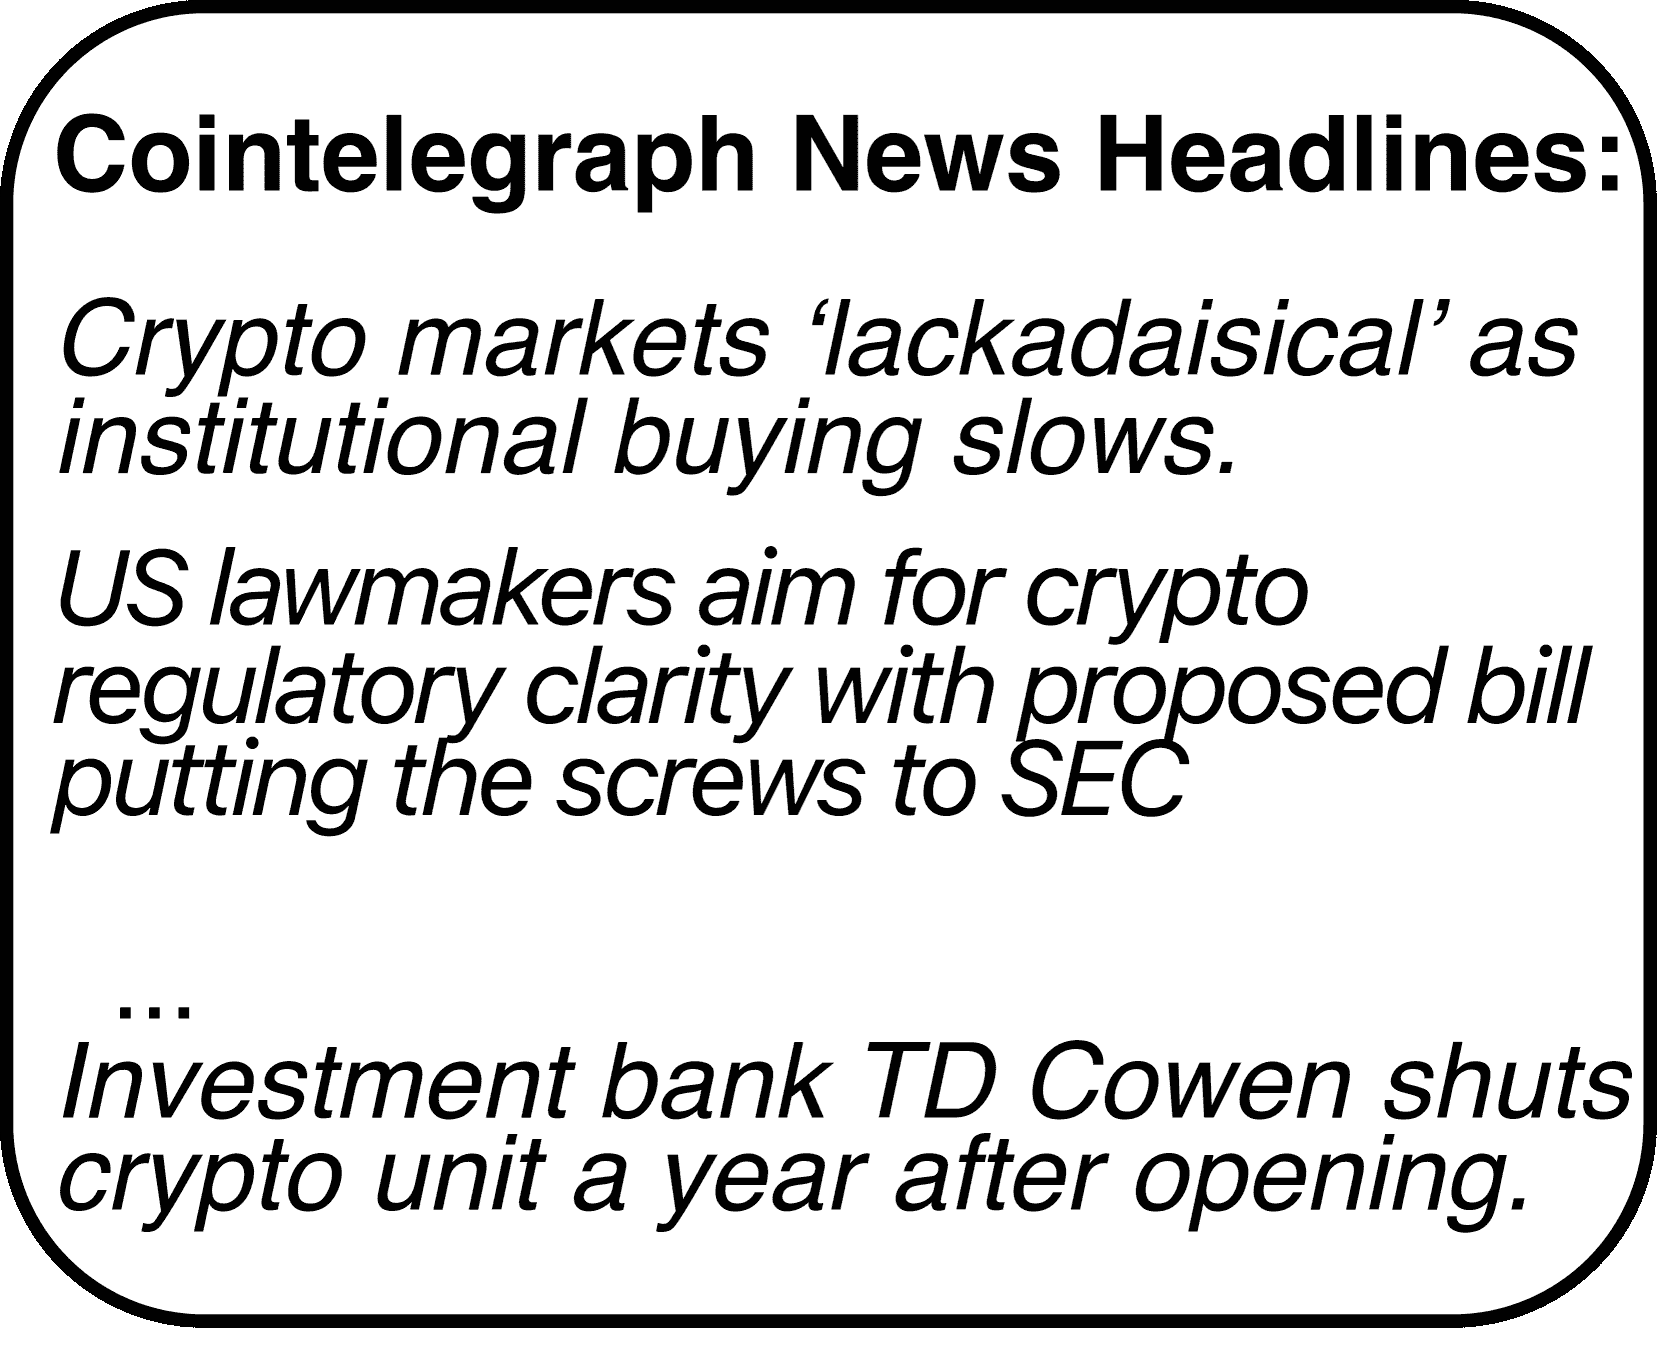 Cointelegraph News Headlines:
Crypto markets ‘lackadaisical’ as
institutional buying slows.
US lawmakers aim for crypto
regulatory clarity with proposed bill
putting the screws to SEC
...
Investment bank TD Cowen shuts
crypto unit a year after opening.